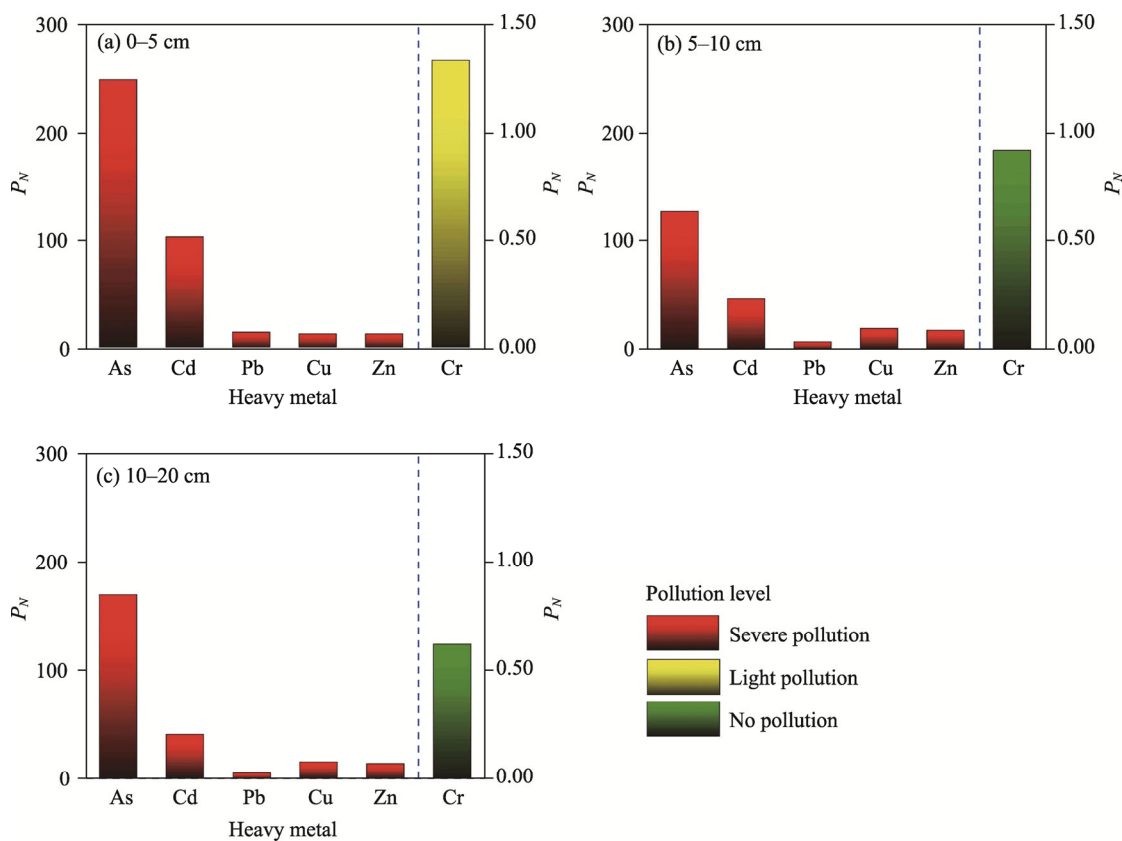 (a) 0–5 cm
300
200
100
0
P_N
1.50
1.00
0.50
0.00
P_N
As Cd Pb Cu Zn Cr
Heavy metal
(b) 5–10 cm
300
200
100
0
P_N
1.50
1.00
0.50
0.00
P_N
As Cd Pb Cu Zn Cr
Heavy metal
(c) 10–20 cm
300
200
100
0
P_N
1.50
1.00
0.50
0.00
P_N
As Cd Pb Cu Zn Cr
Heavy metal
Pollution level
Severe pollution
Light pollution
No pollution